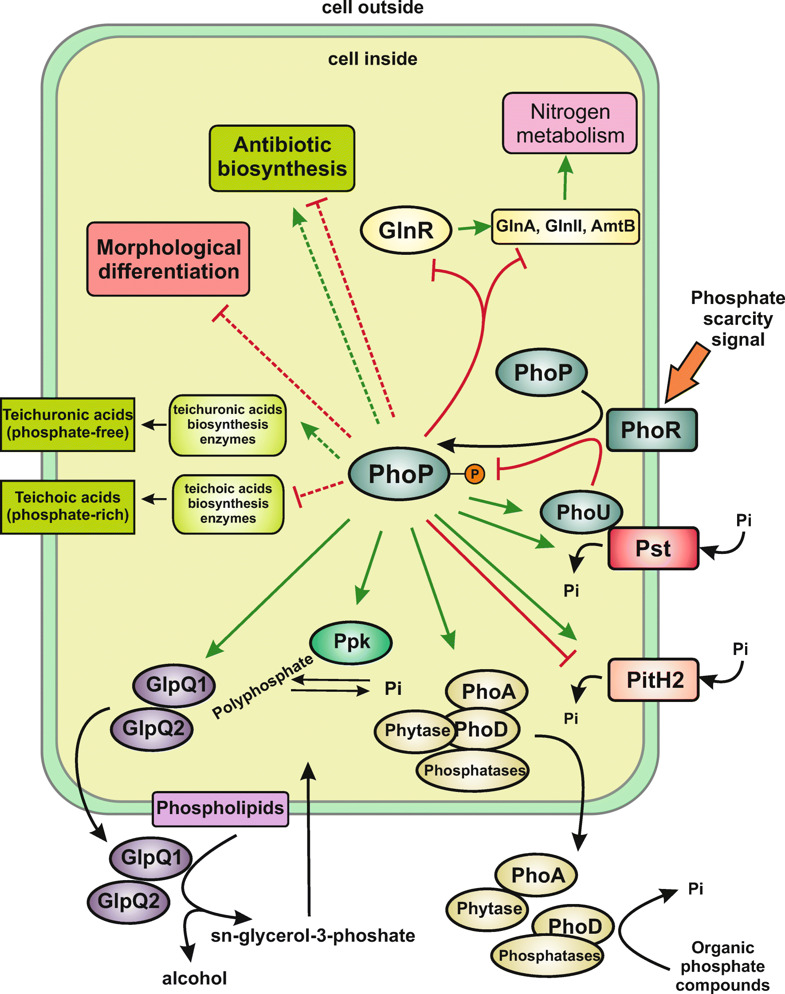 cell outside
cell inside
Nitrogen
metabolism
Antibiotic
biosynthesis
GlnR
GlnA, GlnII, AmtB
Morphological
differentiation
Phosphate
scarcity
signal
PhoP
PhoR
Teichuronic acids
(phosphate-free)
teichuronic acids
biosynthesis
enzymes
PhoP
P
Teichoic acids
(phosphate-rich)
teichoic acids
biosynthesis
enzymes
PhoU
Pst
Pi
Pi
Ppk
Polyphosphate
Pi
GlpQ1
GlpQ2
PhoA
Phytase
PhoD
Phosphatases
PitH2
Pi
Pi
Phospholipids
GlpQ1
GlpQ2
sn-glycerol-3-phoshate
alcohol
PhoA
Phytase
PhoD
Phosphatases
Pi
Organic
phosphate
compounds